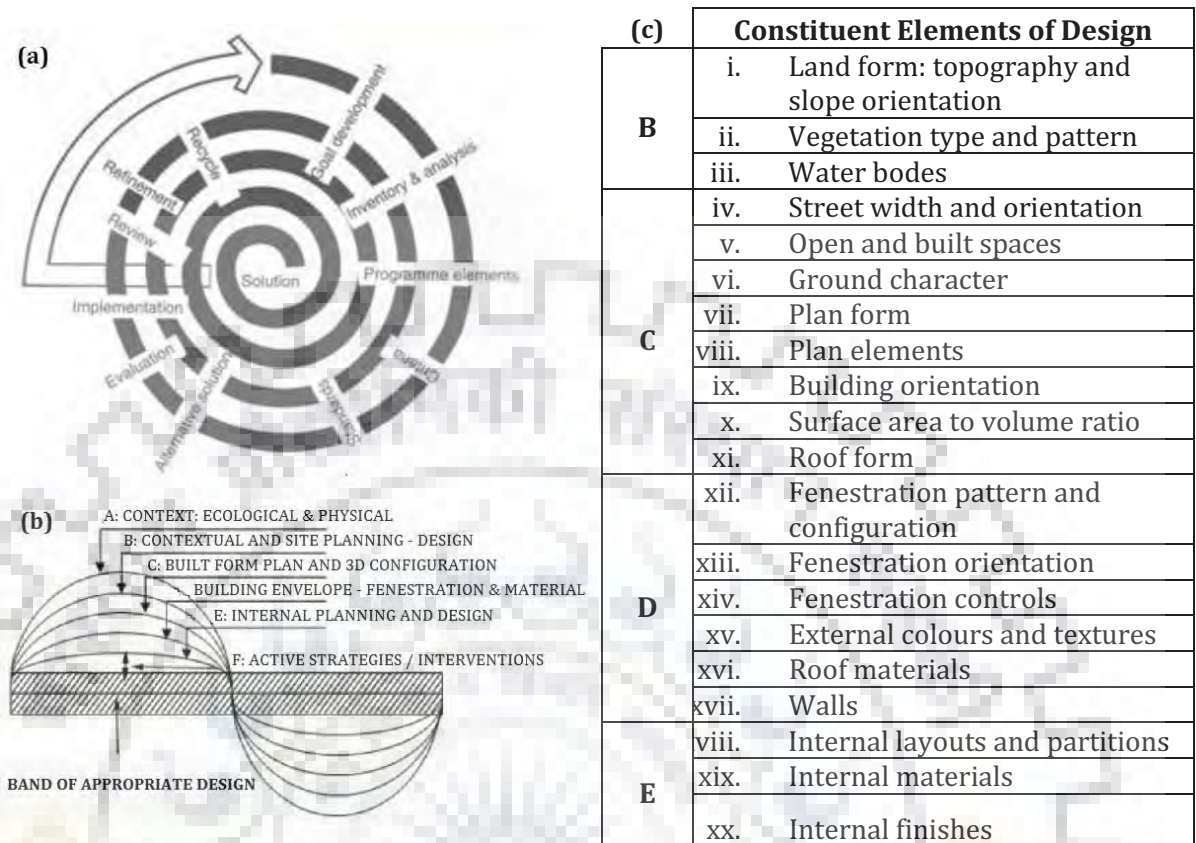 (a)
Goal development
Inventory & analysis
Programme elements
Criteria
Standards
Alternative solution
Evaluation
Implementation
Review
Refinement
Recycle
Solution
(b)
A: CONTEXT: ECOLOGICAL & PHYSICAL
B: CONTEXTUAL AND SITE PLANNING - DESIGN
C: BUILT FORM PLAN AND 3D CONFIGURATION
BUILDING ENVELOPE - FENESTRATION & MATERIAL
E: INTERNAL PLANNING AND DESIGN
F: ACTIVE STRATEGIES / INTERVENTIONS
BAND OF APPROPRIATE DESIGN
(c) Constituent Elements of Design
B
i. Land form: topography and
slope orientation
ii. Vegetation type and pattern
iii. Water bodes
C
iv. Street width and orientation
v. Open and built spaces
vi. Ground character
vii. Plan form
viii. Plan elements
ix. Building orientation
x. Surface area to volume ratio
xi. Roof form
D
xii. Fenestration pattern and
configuration
xiii. Fenestration orientation
xiv. Fenestration controls
xv. External colours and textures
xvi. Roof materials
xvii. Walls
E
viii. Internal layouts and partitions
xix. Internal materials
xx. Internal finishes